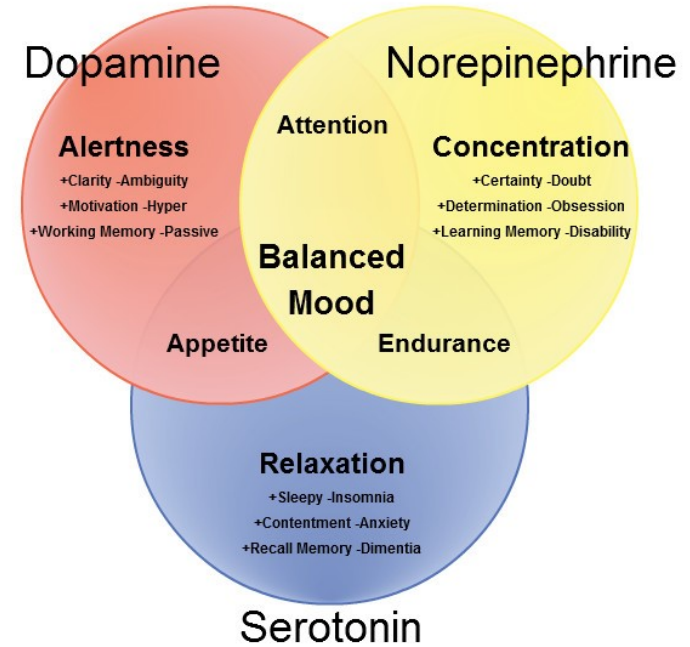 Dopamine
Norepinephrine
Attention
Alertness
+Clarity -Ambiguity
+Motivation -Hyper
+Working Memory -Passive
Concentration
+Certainty -Doubt
+Determination -Obsession
+Learning Memory -Disability
Balanced
Mood
Appetite
Endurance
Relaxation
+Sleepy -Insomnia
+Contentment -Anxiety
+Recall Memory -Dimentia
Serotonin